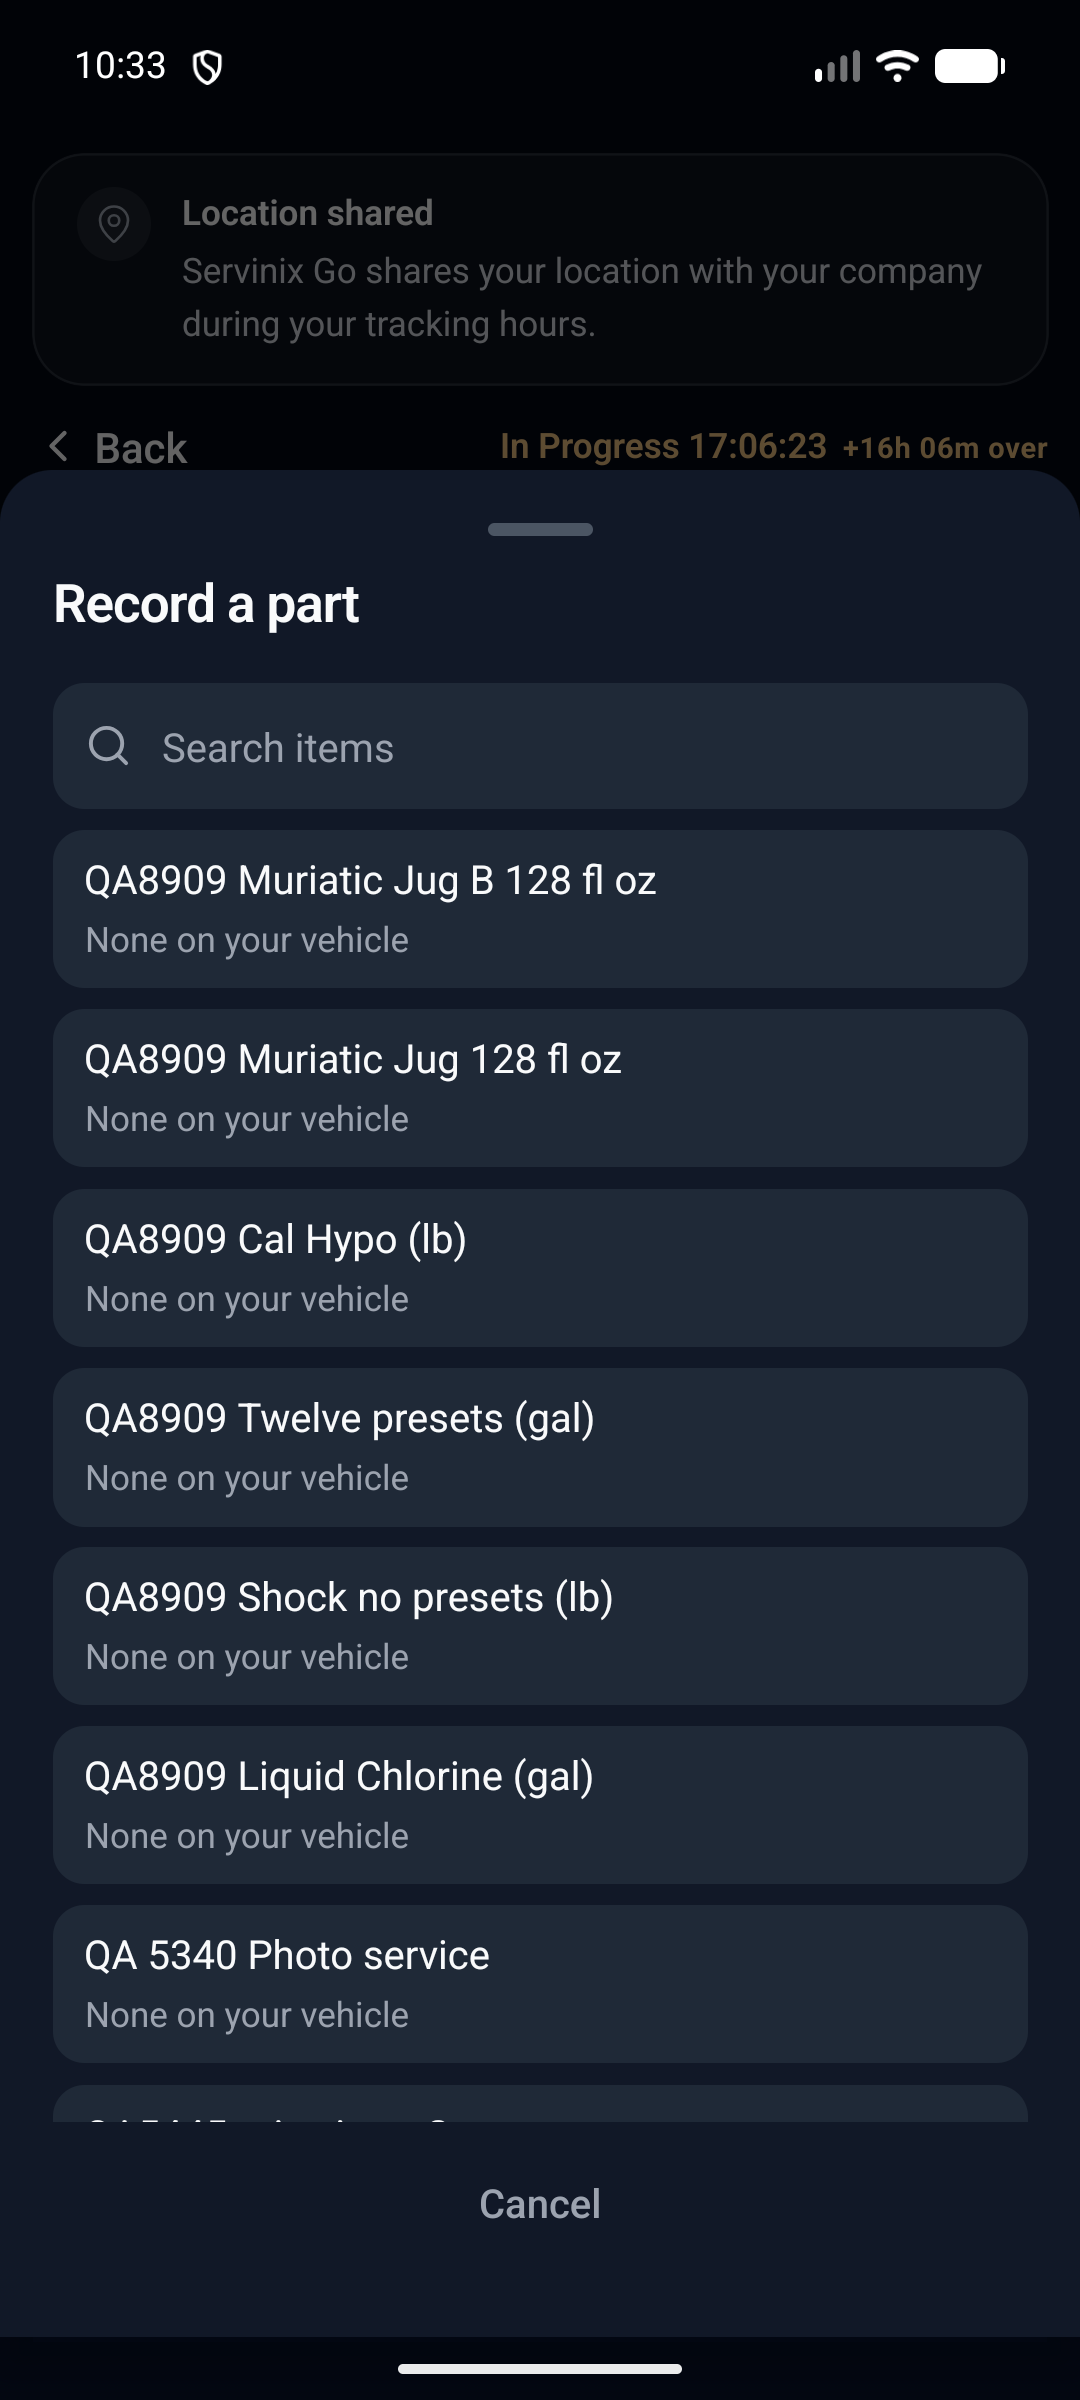 10:33
Location shared
Servinix Go shares your location with your company
during your tracking hours.
Back
In Progress 17:06:23 +16h 06m over
Record a part
Search items
QA8909 Muriatic Jug B 128 fl oz
None on your vehicle
QA8909 Muriatic Jug 128 fl oz
None on your vehicle
QA8909 Cal Hypo (lb)
None on your vehicle
QA8909 Twelve presets (gal)
None on your vehicle
QA8909 Shock no presets (lb)
None on your vehicle
QA8909 Liquid Chlorine (gal)
None on your vehicle
QA 5340 Photo service
None on your vehicle
Cancel